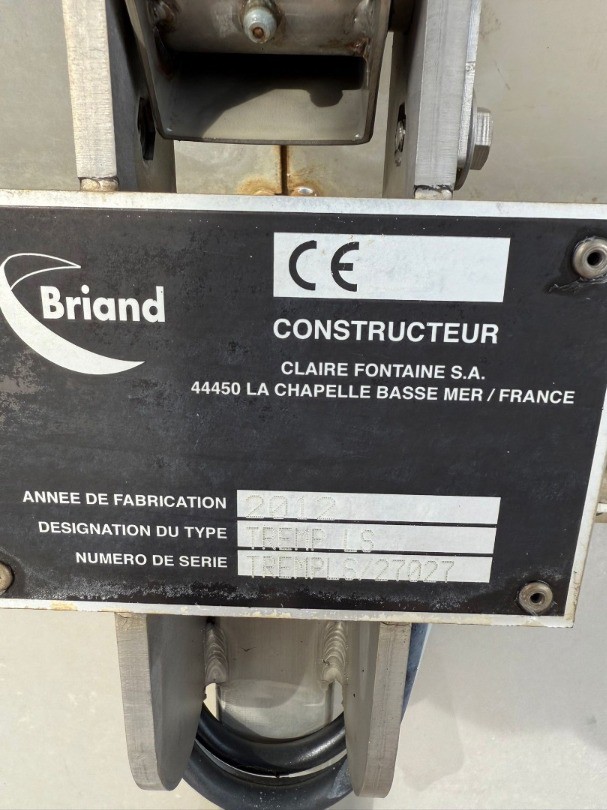 Briand
CE
CONSTRUCTEUR
CLAIRE FONTAINE S.A.
44450 LA CHAPELLE BASSE MER / FRANCE
ANNEE DE FABRICATION 2012
DESIGNATION DU TYPE TREMP LS
NUMERO DE SERIE TREMPLS/27027